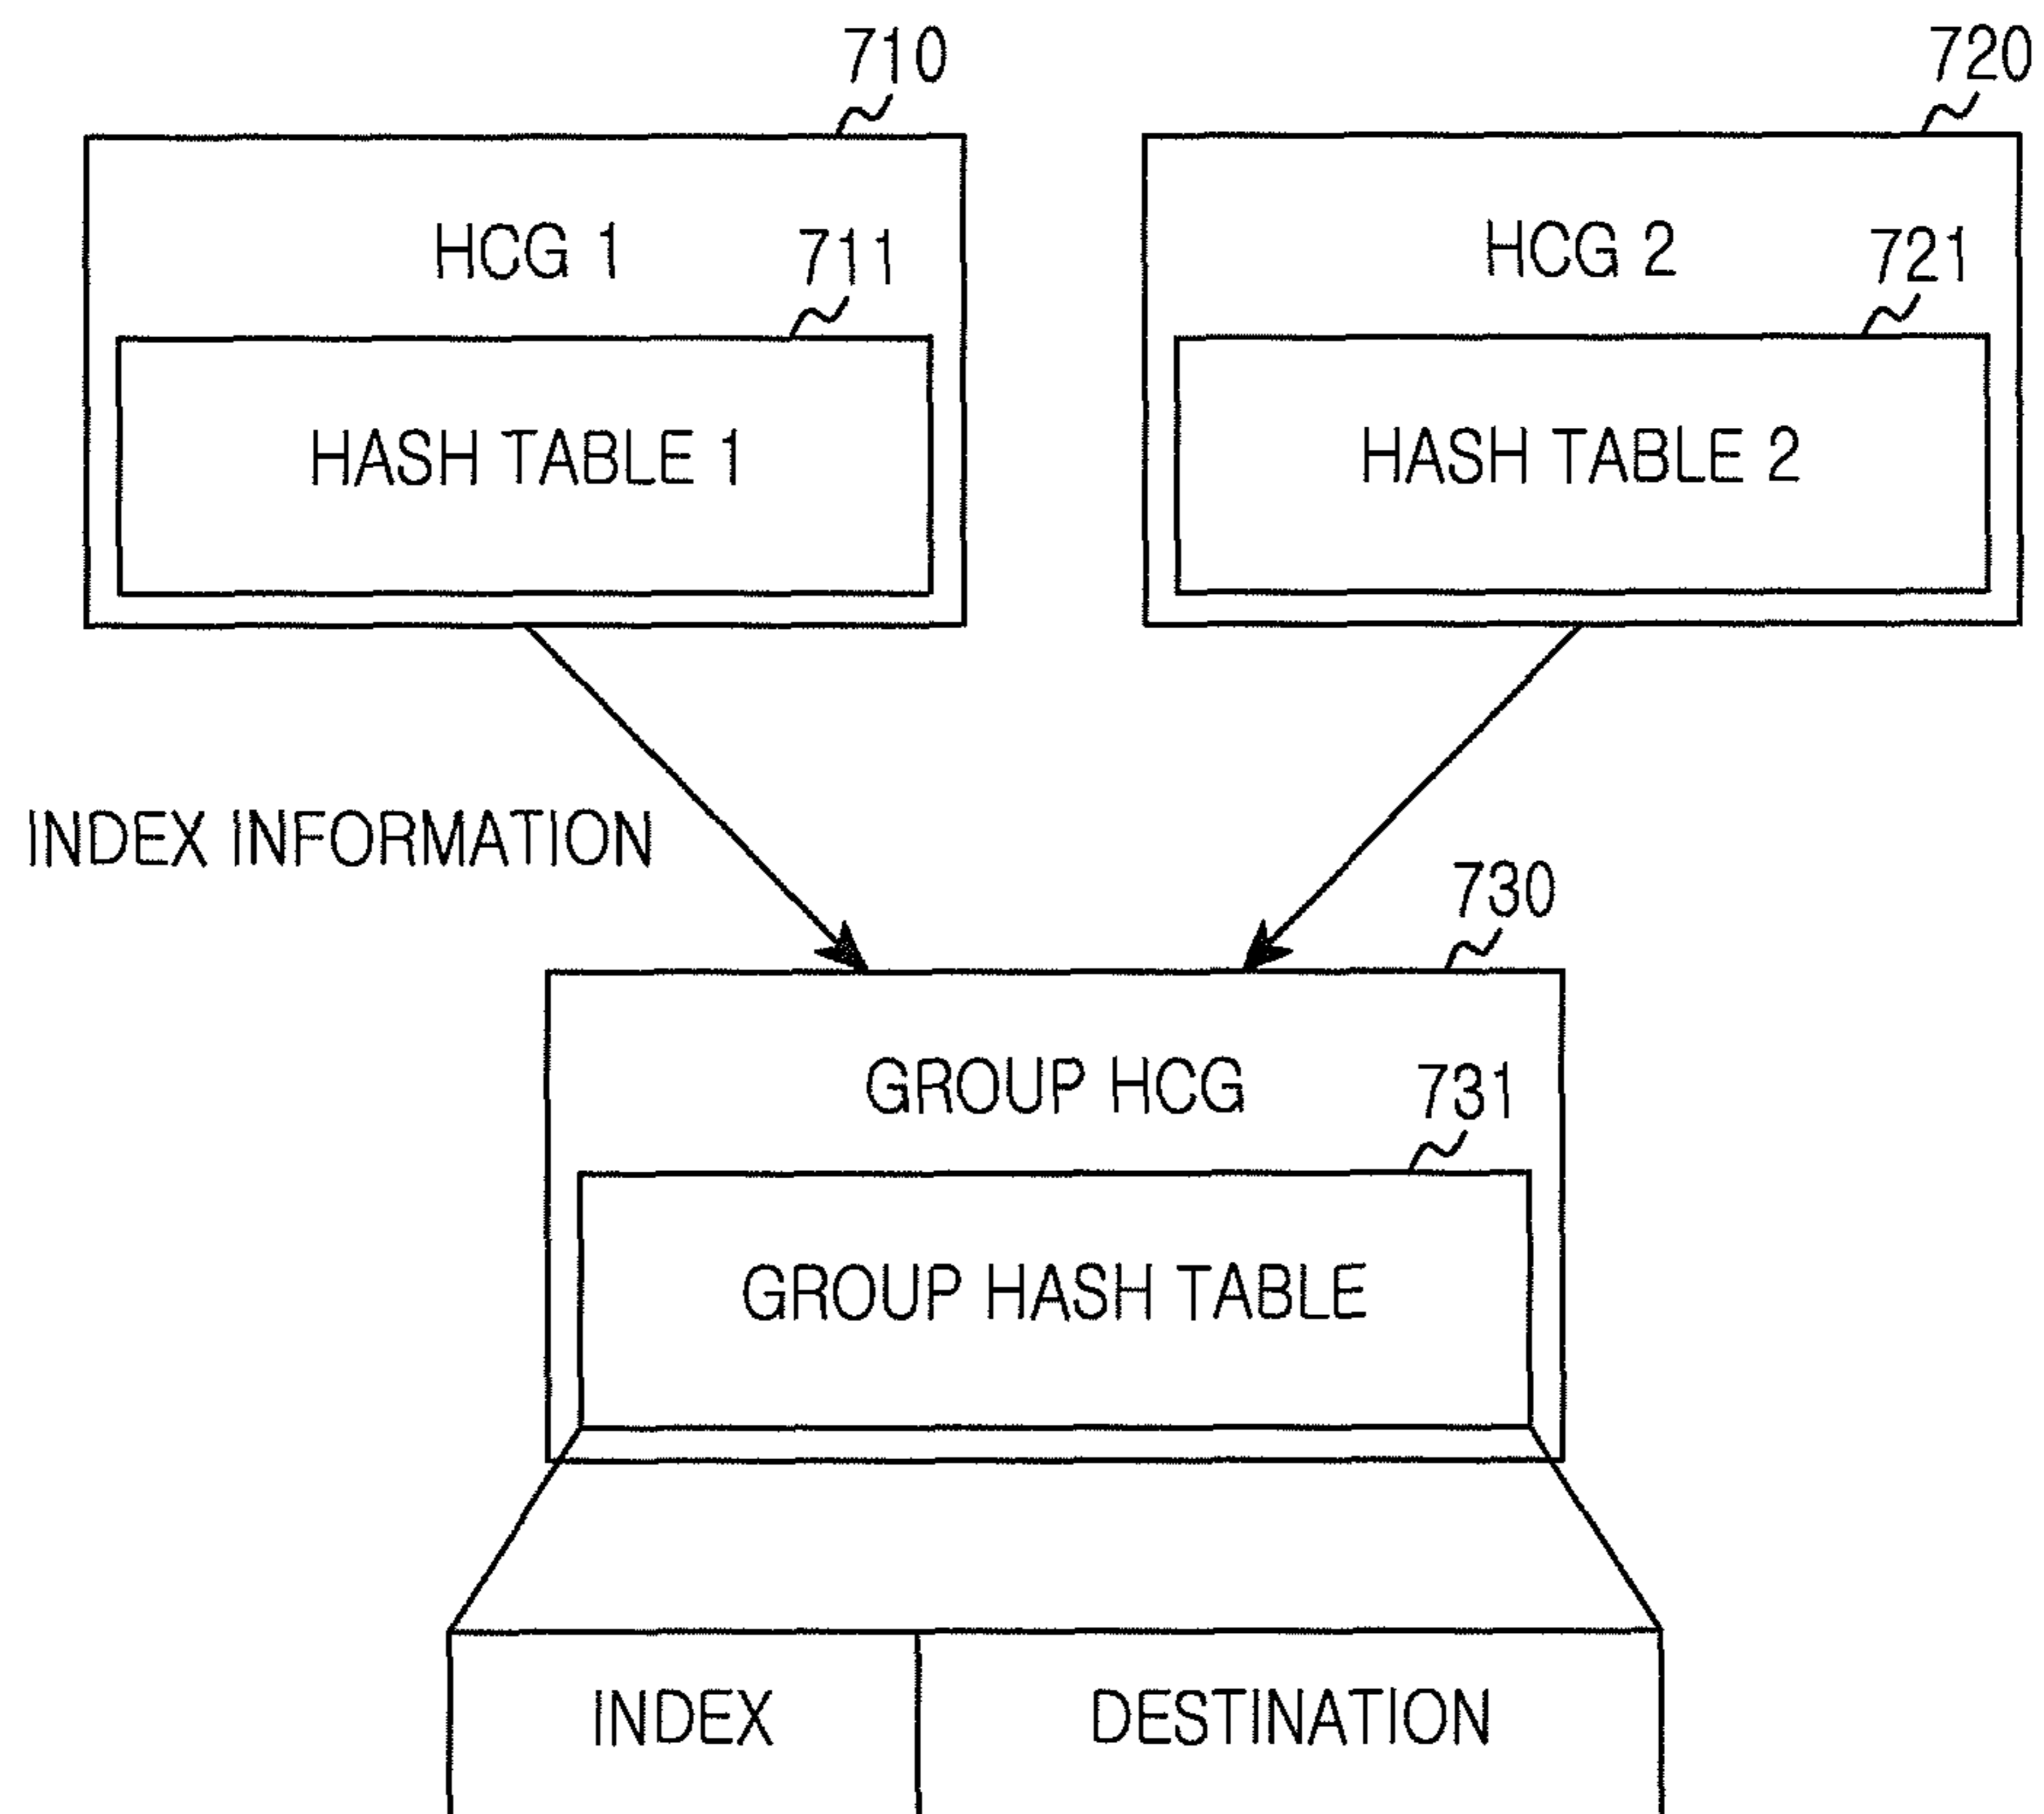 710
720
HCG 1
711
HCG 2
721
HASH TABLE 1
HASH TABLE 2
INDEX INFORMATION
730
GROUP HCG
731
GROUP HASH TABLE
INDEX
DESTINATION